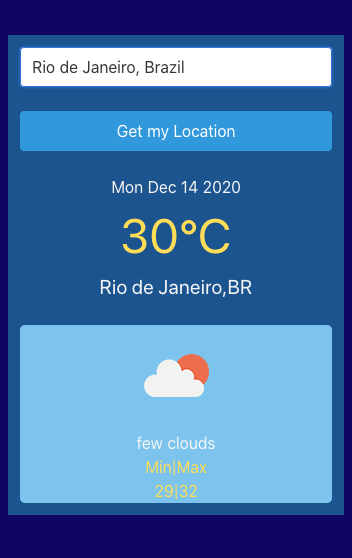 Rio de Janeiro, Brazil
Get my Location
Mon Dec 14 2020
30°C
Rio de Janeiro,BR
few clouds
Min|Max
29|32